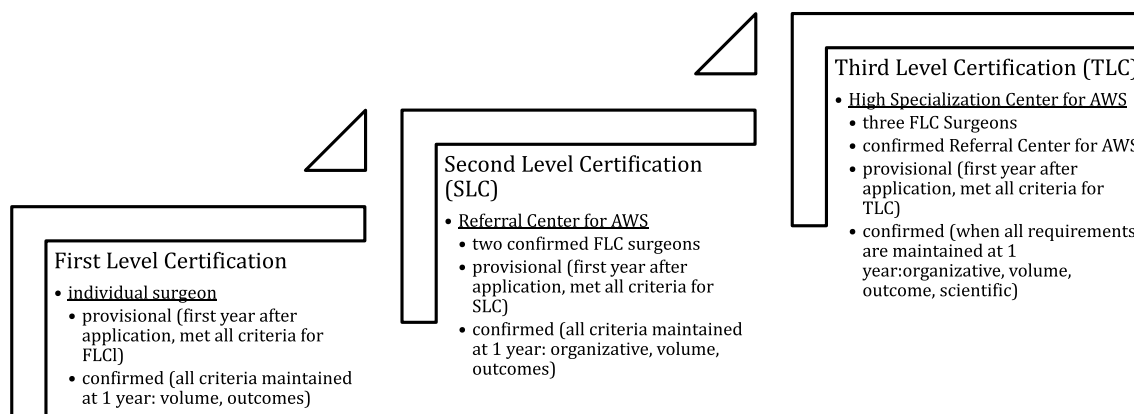 First Level Certification
• individual surgeon
• provisional (first year after
application, met all criteria for
FLCl)
• confirmed (all criteria maintained
at 1 year: volume, outcomes)
Second Level Certification
(SLC)
• Referral Center for AWS
• two confirmed FLC surgeons
• provisional (first year after
application, met all criteria for
SLC)
• confirmed (all criteria maintained
at 1 year: organizative, volume,
outcomes)
Third Level Certification (TLC)
• High Specialization Center for AWS
• three FLC Surgeons
• confirmed Referral Center for AWS
• provisional (first year after
application, met all criteria for
TLC)
• confirmed (when all requirements
are maintained at 1
year:organizative, volume,
outcome, scientific)